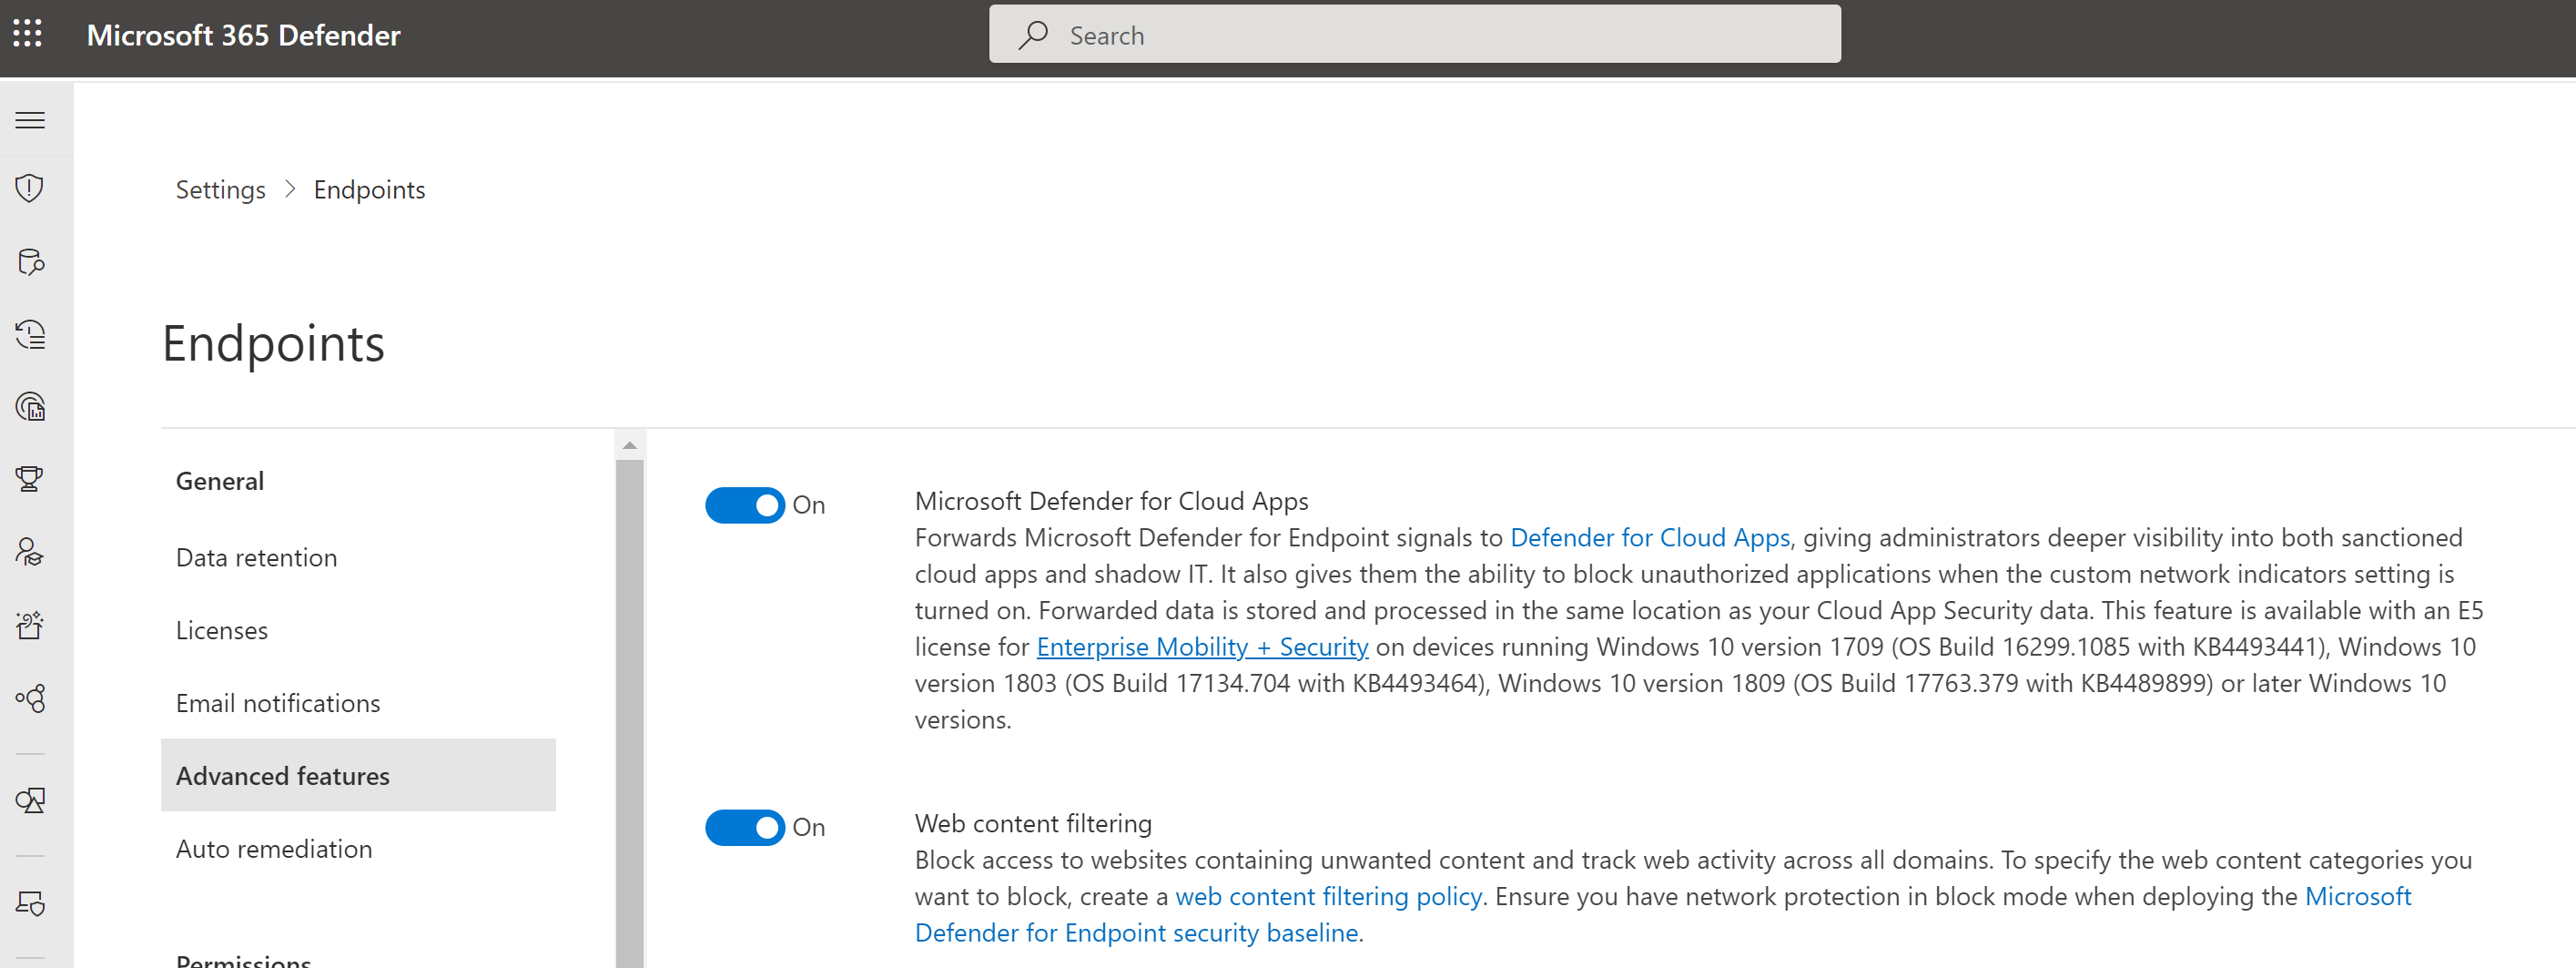 Microsoft 365 Defender
Search
Settings > Endpoints
Endpoints
General
Data retention
Licenses
Email notifications
Advanced features
Auto remediation
Permissions
On
Microsoft Defender for Cloud Apps
Forwards Microsoft Defender for Endpoint signals to Defender for Cloud Apps, giving administrators deeper visibility into both sanctioned
cloud apps and shadow IT. It also gives them the ability to block unauthorized applications when the custom network indicators setting is
turned on. Forwarded data is stored and processed in the same location as your Cloud App Security data. This feature is available with an E5
license for Enterprise Mobility + Security on devices running Windows 10 version 1709 (OS Build 16299.1085 with KB4493441), Windows 10
version 1803 (OS Build 17134.704 with KB4493464), Windows 10 version 1809 (OS Build 17763.379 with KB4489899) or later Windows 10
versions.
On
Web content filtering
Block access to websites containing unwanted content and track web activity across all domains. To specify the web content categories you
want to block, create a web content filtering policy. Ensure you have network protection in block mode when deploying the Microsoft
Defender for Endpoint security baseline.